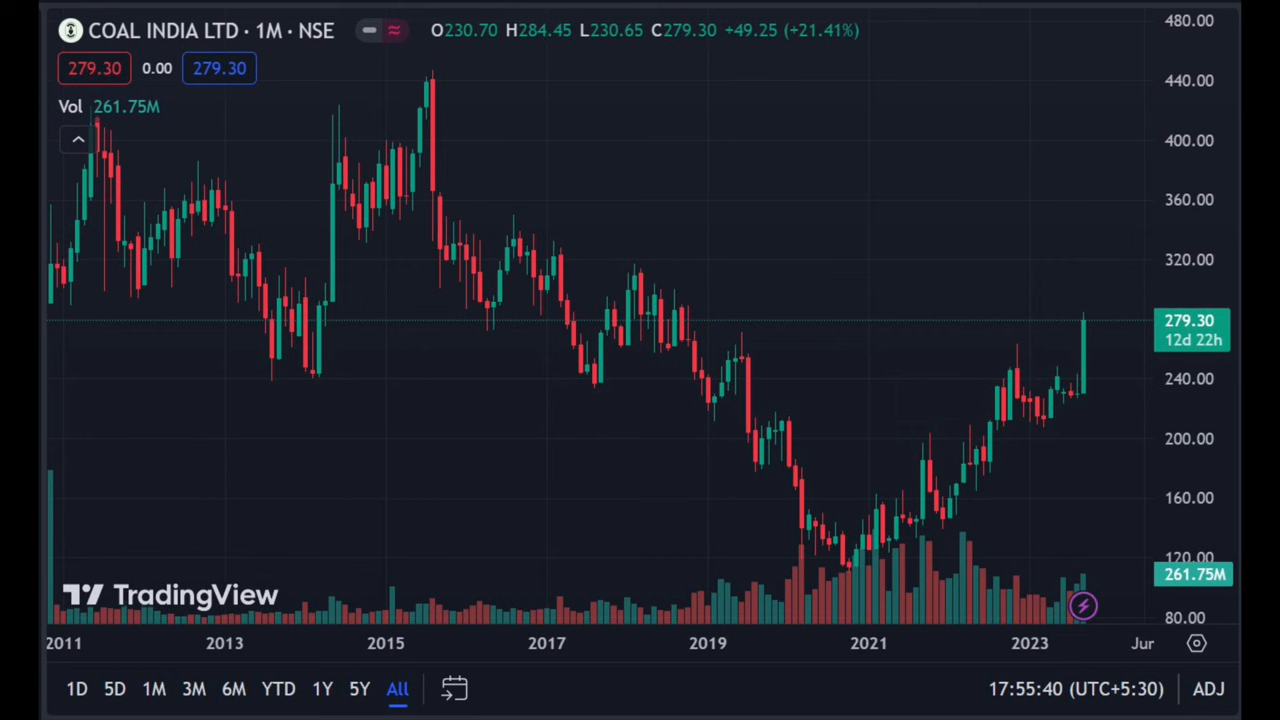 COAL INDIA LTD · 1M · NSE O230.70 H284.45 L230.65 C279.30 +49.25 (+21.41%)
279.30 0.00 279.30
Vol 261.75M
480.00
440.00
400.00
360.00
320.00
279.30
12d 22h
240.00
200.00
160.00
120.00
261.75M
80.00
TradingView
2011 2013 2015 2017 2019 2021 2023 Jun
1D 5D 1M 3M 6M YTD 1Y 5Y All 17:55:40 (UTC+5:30) ADJ